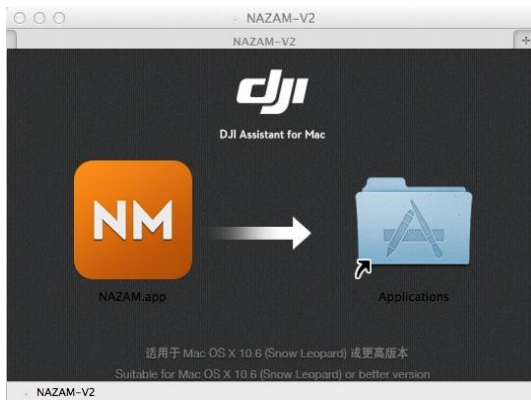 NAZAM-V2
NAZAM-V2
dji
DJI Assistant for Mac
NM
NAZAM.app
Applications
适用于 Mac OS X 10.6 (Snow Leopard) 或更高版本
Suitable for Mac OS X 10.6 (Snow Leopard) or better version
NAZAM-V2